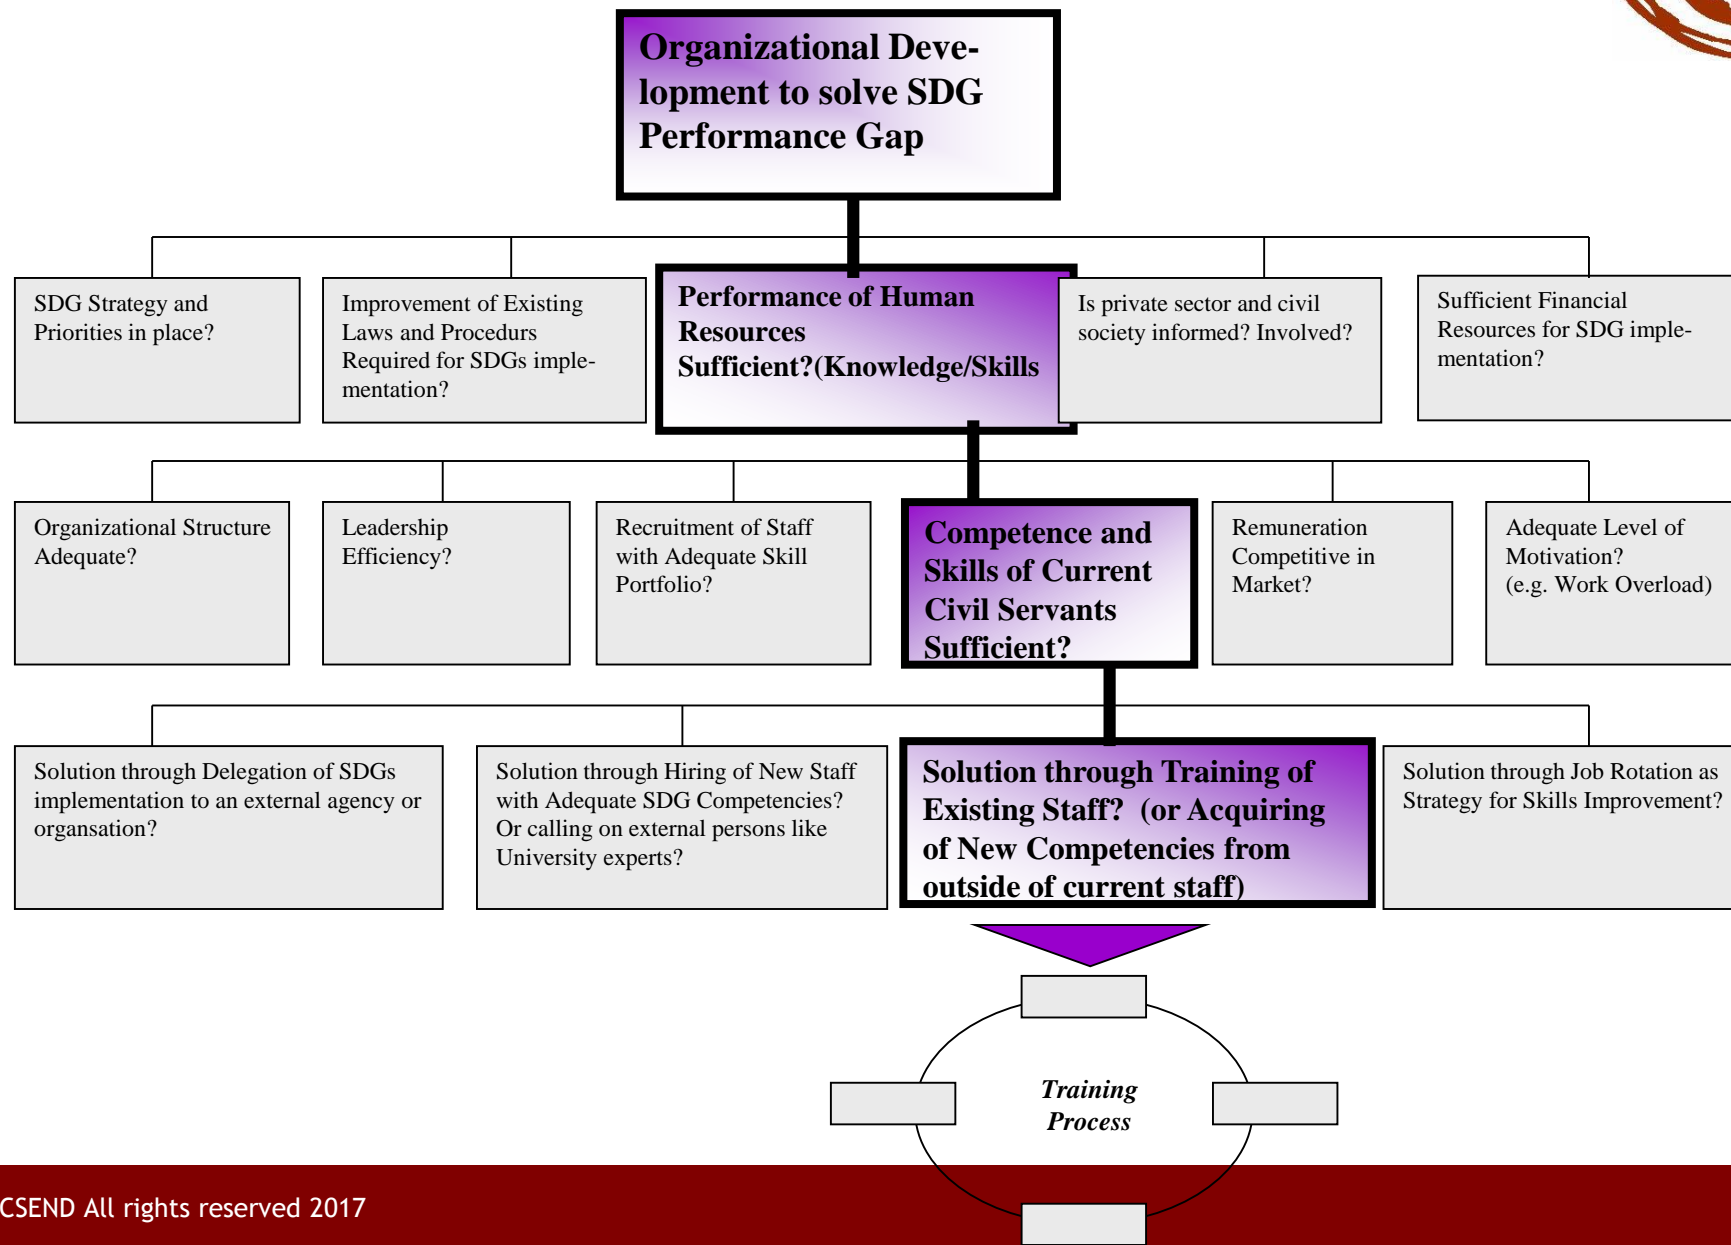 Organizational Deve-
lopment to solve SDG
Performance Gap
SDG Strategy and
Priorities in place?
Improvement of Existing
Laws and Procedurs
Required for SDGs imple-
mentation?
Performance of Human
Resources
Sufficient?(Knowledge/Skills
Is private sector and civil
society informed? Involved?
Sufficient Financial
Resources for SDG imple-
mentation?
Organizational Structure
Adequate?
Leadership
Efficiency?
Recruitment of Staff
with Adequate Skill
Portfolio?
Competence and
Skills of Current
Civil Servants
Sufficient?
Remuneration
Competitive in
Market?
Adequate Level of
Motivation?
(e.g. Work Overload)
Solution through Delegation of SDGs
implementation to an external agency or
organsation?
Solution through Hiring of New Staff
with Adequate SDG Competencies?
Or calling on external persons like
University experts?
Solution through Training of
Existing Staff? (or Acquiring
of New Competencies from
outside of current staff)
Solution through Job Rotation as
Strategy for Skills Improvement?
Training
Process
CSEND All rights reserved 2017